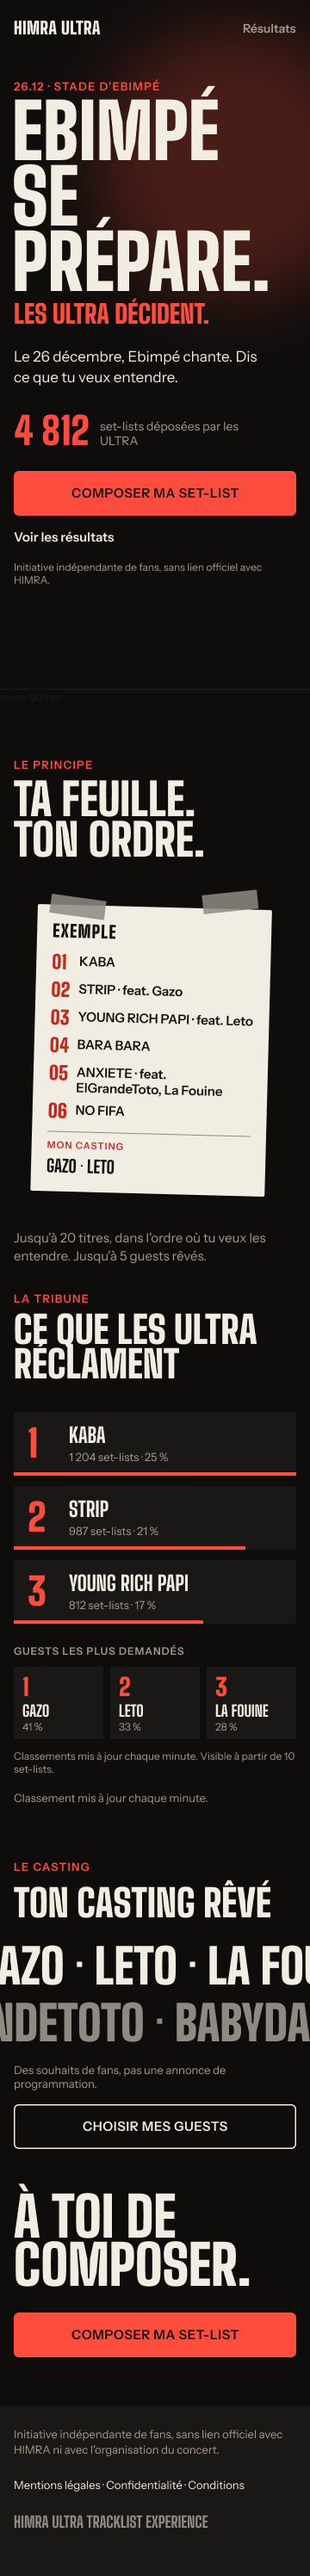 HIMRA ULTRA
Résultats
26.12 · STADE D'EBIMPÉ
EBIMPÉ
SE
PRÉPARE.
LES ULTRA DÉCIDENT.
Le 26 décembre, Ebimpé chante. Dis
ce que tu veux entendre.
4 812
set-lists déposées par les
ULTRA
COMPOSER MA SET-LIST
Voir les résultats
Initiative indépendante de fans, sans lien officiel avec
HIMRA.
LE PRINCIPE
TA FEUILLE.
TON ORDRE.
EXEMPLE
01 KABA
02 STRIP · feat. Gazo
03 YOUNG RICH PAPI · feat. Leto
04 BARA BARA
05 ANXIETE · feat.
ElGrandeToto, La Fouine
06 NO FIFA
MON CASTING
GAZO · LETO
Jusqu'à 20 titres, dans l'ordre où tu veux les
entendre. Jusqu'à 5 guests rêvés.
LA TRIBUNE
CE QUE LES ULTRA
RÉCLAMENT
1 KABA
1 204 set-lists · 25 %
2 STRIP
987 set-lists · 21 %
3 YOUNG RICH PAPI
812 set-lists · 17 %
GUESTS LES PLUS DEMANDÉS
1
GAZO
41 %
2
LETO
33 %
3
LA FOUINE
28 %
Classements mis à jour chaque minute. Visible à partir de 10
set-lists.
Classement mis à jour chaque minute.
LE CASTING
TON CASTING RÊVÉ
AZO · LETO · LA FOU
NDETOTO · BABYDA
Des souhaits de fans, pas une annonce de
programmation.
CHOISIR MES GUESTS
À TOI DE
COMPOSER.
COMPOSER MA SET-LIST
Initiative indépendante de fans, sans lien officiel avec
HIMRA ni avec l'organisation du concert.
Mentions légales · Confidentialité · Conditions
HIMRA ULTRA TRACKLIST EXPERIENCE